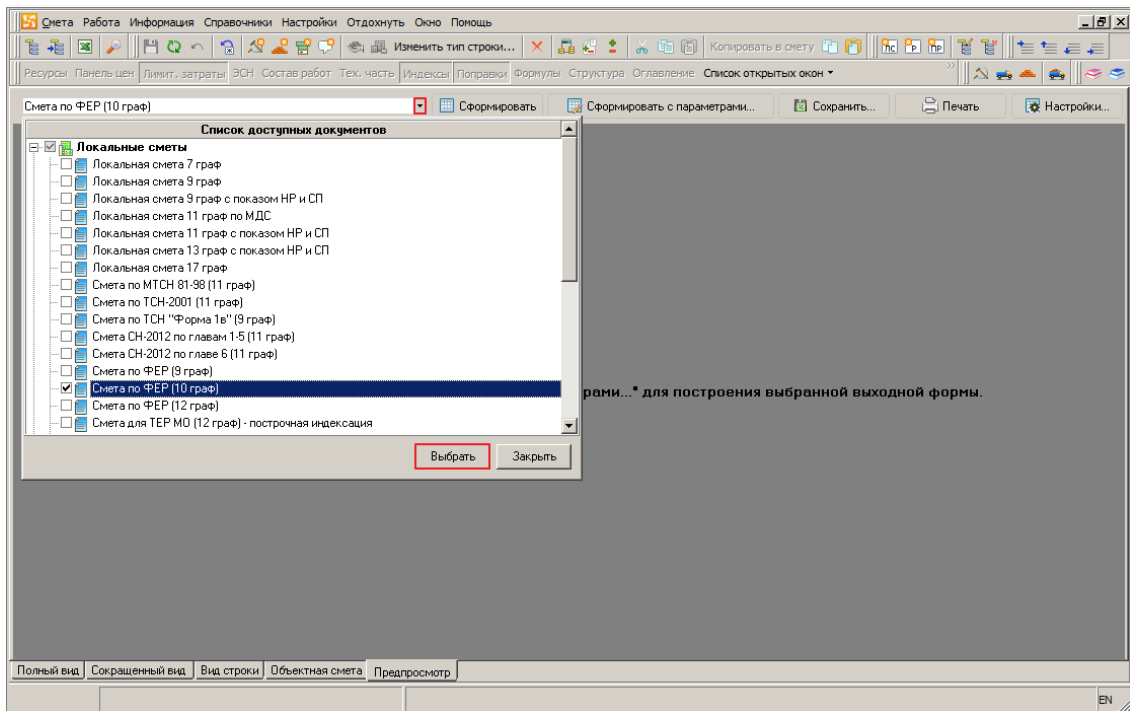 Смета Работа Информация Справочники Настройки Отдохнуть Окно Помощь
Изменить тип строки... Копировать в смету
Ресурсы Панель цен Лимит. затраты ЭСН Состав работ Тех. часть Индексы Поправки Формулы Структура Оглавление Список открытых окон
Смета по ФЕР (10 граф) Сформировать Сформировать с параметрами... Сохранить... Печать Настройки...
Список доступных документов
Локальные сметы
Локальная смета 7 граф
Локальная смета 9 граф
Локальная смета 9 граф с показом НР и СП
Локальная смета 11 граф по МДС
Локальная смета 11 граф с показом НР и СП
Локальная смета 13 граф с показом НР и СП
Локальная смета 17 граф
Смета по МТСН 81-98 (11 граф)
Смета по ТСН-2001 (11 граф)
Смета по ТСН "Форма 1в" (9 граф)
Смета СН-2012 по главам 1-5 (11 граф)
Смета СН-2012 по главе 6 (11 граф)
Смета по ФЕР (9 граф)
Смета по ФЕР (10 граф)
рами..." для построения выбранной выходной формы.
Смета по ФЕР (12 граф)
Смета для ТЕР МО (12 граф) - построчная индексация
Выбрать Закрыть
Полный вид Сокращенный вид Вид строки Объектная смета Предпросмотр
EN